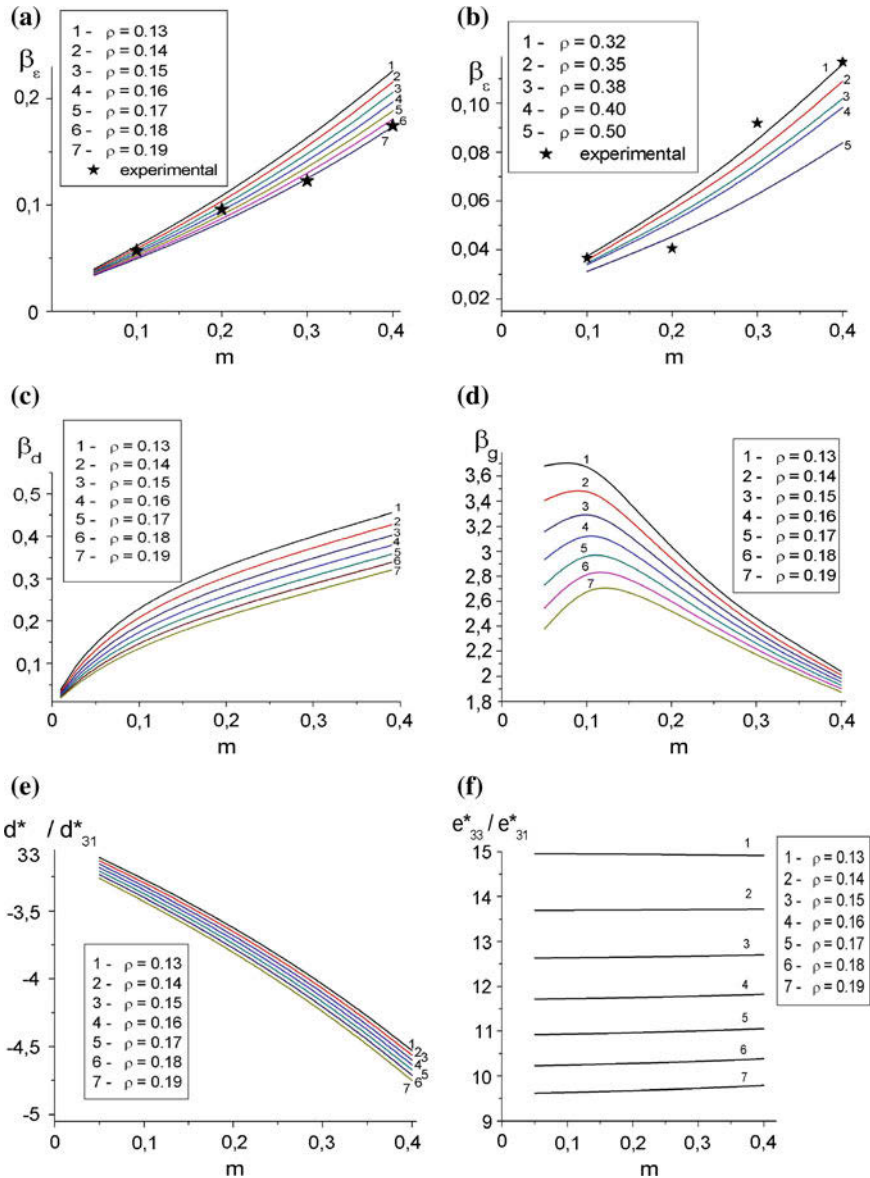 (a)
β_ε
1 - ρ = 0.13
2 - ρ = 0.14
3 - ρ = 0.15
4 - ρ = 0.16
5 - ρ = 0.17
6 - ρ = 0.18
7 - ρ = 0.19
★ experimental
0,2
0,1
0
0,1 0,2 0,3 0,4
m
1
2
3
4
5
6
7
(b)
β_ε
1 - ρ = 0.32
2 - ρ = 0.35
3 - ρ = 0.38
4 - ρ = 0.40
5 - ρ = 0.50
★ experimental
0,10
0,08
0,06
0,04
0,02
0 0,1 0,2 0,3 0,4
m
1
2
3
4
5
(c)
β_d
1 - ρ = 0.13
2 - ρ = 0.14
3 - ρ = 0.15
4 - ρ = 0.16
5 - ρ = 0.17
6 - ρ = 0.18
7 - ρ = 0.19
0,5
0,4
0,3
0,2
0,1
0 0,1 0,2 0,3 0,4
m
1
2
3
4
5
6
7
(d)
β_g
1 - ρ = 0.13
2 - ρ = 0.14
3 - ρ = 0.15
4 - ρ = 0.16
5 - ρ = 0.17
6 - ρ = 0.18
7 - ρ = 0.19
3,6
3,4
3,2
3
2,8
2,6
2,4
2,2
2
1,8
0 0,1 0,2 0,3 0,4
m
1
2
3
4
5
6
7
(e)
d* / d*_31
33
-3,5
-4
-4,5
-5
1 - ρ = 0.13
2 - ρ = 0.14
3 - ρ = 0.15
4 - ρ = 0.16
5 - ρ = 0.17
6 - ρ = 0.18
7 - ρ = 0.19
0 0,1 0,2 0,3 0,4
m
1
2
3
4
5
6
7
(f)
e*_33 / e*_31
1 - ρ = 0.13
2 - ρ = 0.14
3 - ρ = 0.15
4 - ρ = 0.16
5 - ρ = 0.17
6 - ρ = 0.18
7 - ρ = 0.19
15
14
13
12
11
10
9
0 0,1 0,2 0,3 0,4
m
1
2
3
4
5
6
7